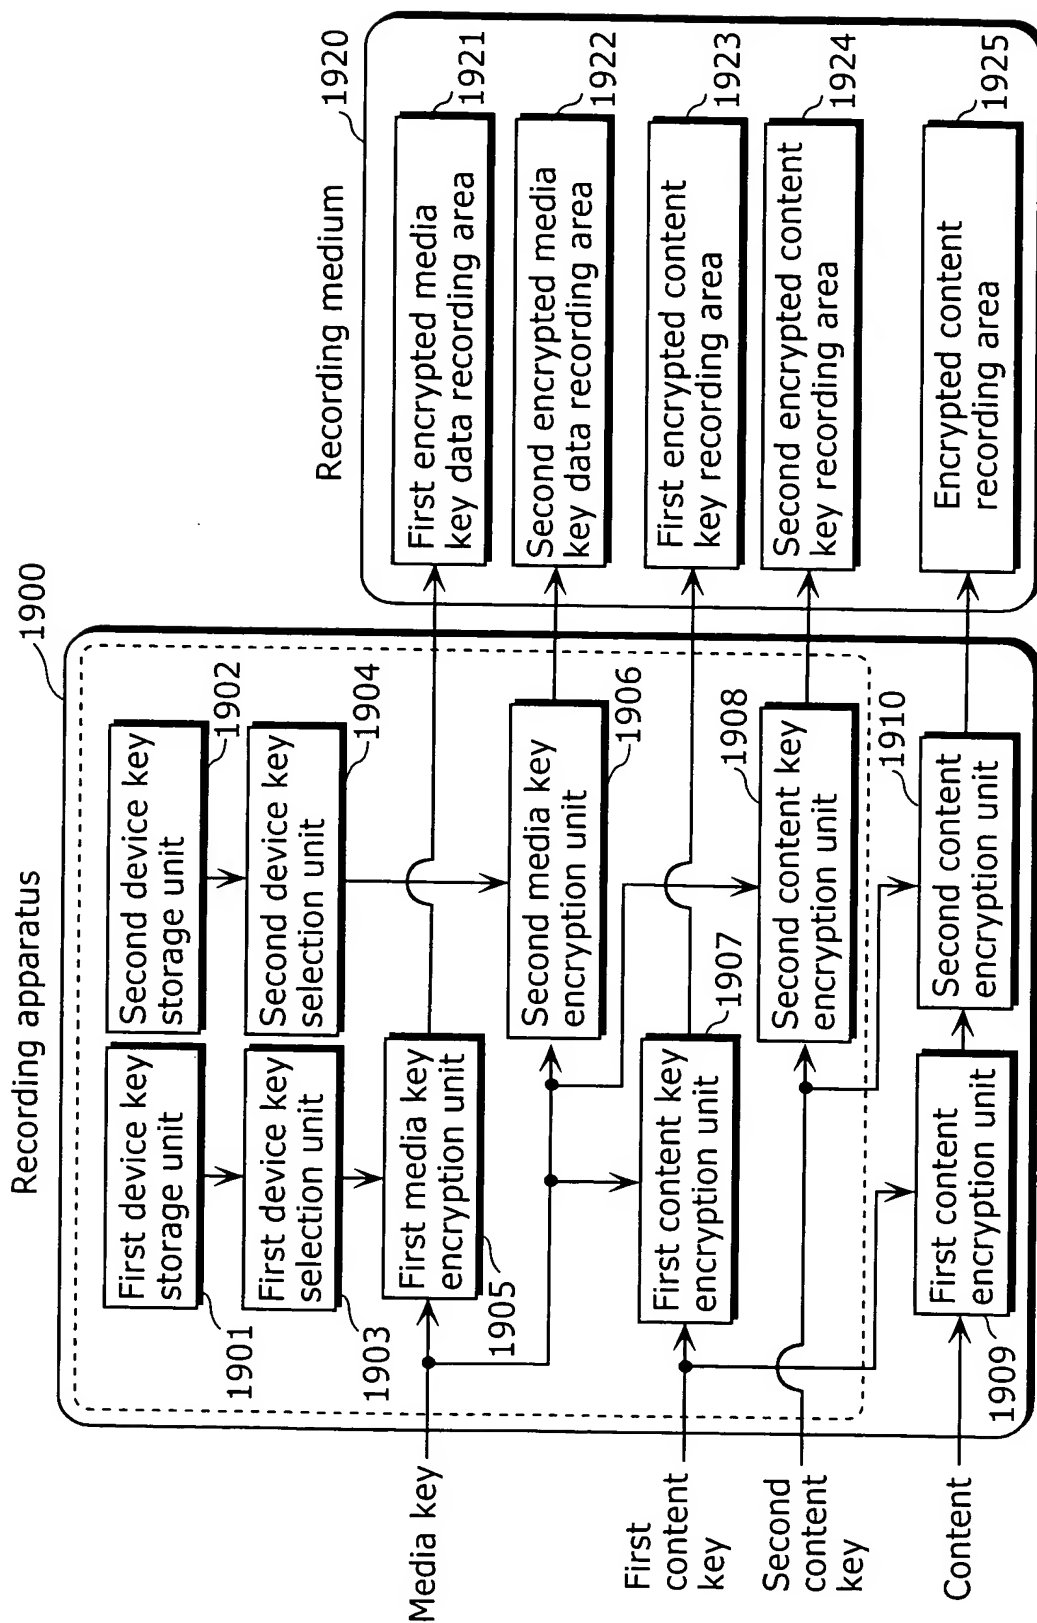 Recording apparatus
1900
First device key
storage unit
1901
Second device key
storage unit
1902
First device key
selection unit
1903
Second device key
selection unit
1904
Media key
First media key
encryption unit
1905
Second media key
encryption unit
1906
First
content
key
First content key
encryption unit
1907
Second
content
key
Second content key
encryption unit
1908
Content
First content
encryption unit
1909
Second content
encryption unit
1910
Recording medium
1920
First encrypted media
key data recording area
1921
Second encrypted media
key data recording area
1922
First encrypted content
key recording area
1923
Second encrypted content
key recording area
1924
Encrypted content
recording area
1925